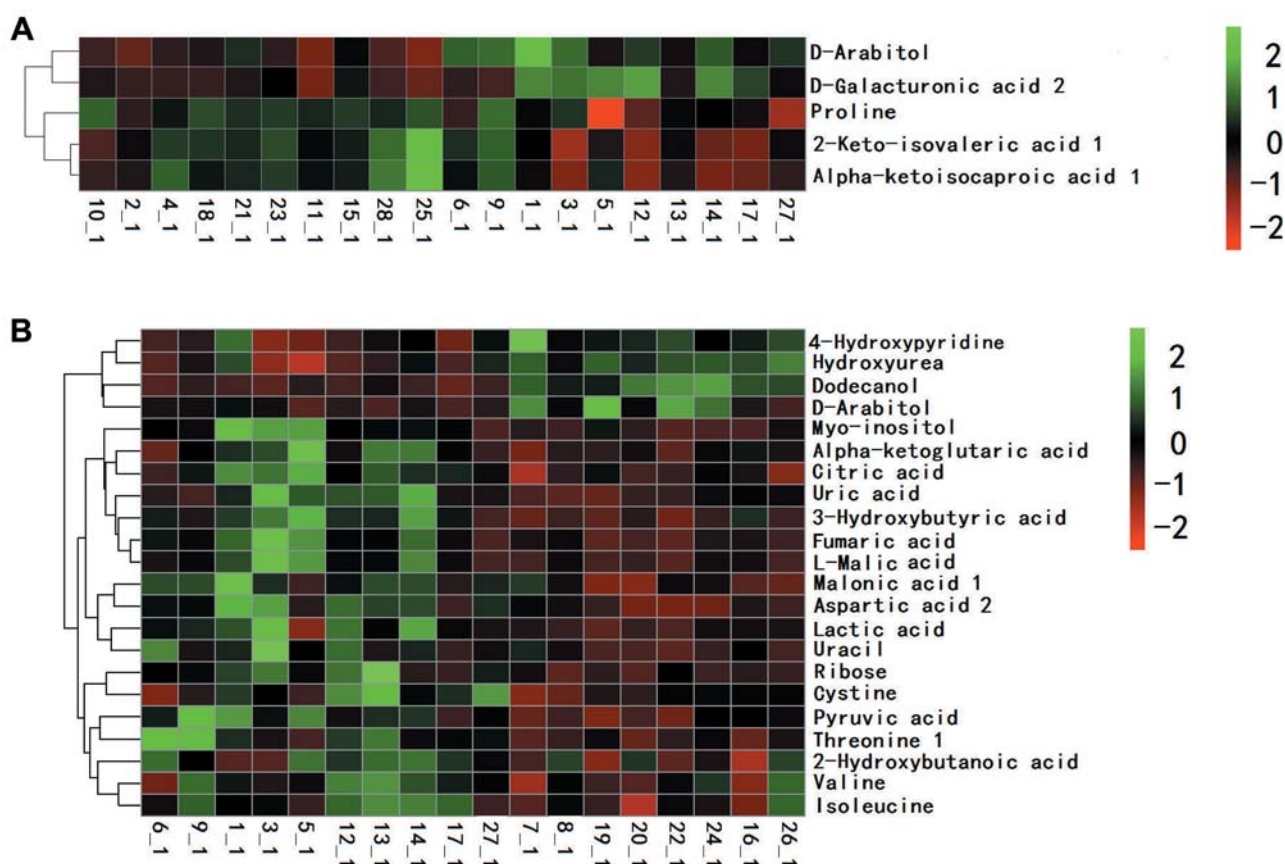 A
D-Arabitol
D-Galacturonic acid 2
Proline
2-Keto-isovaleric acid 1
Alpha-ketoisocaproic acid 1
10_1 2_1 4_1 18_1 21_1 23_1 11_1 15_1 28_1 25_1 6_1 9_1 1_1 3_1 5_1 12_1 13_1 14_1 17_1 27_1
2
1
0
-1
-2
B
4-Hydroxypyridine
Hydroxyurea
Dodecanol
D-Arabitol
Myo-inositol
Alpha-ketoglutaric acid
Citric acid
Uric acid
3-Hydroxybutyric acid
Fumaric acid
L-Malic acid
Malonic acid 1
Aspartic acid 2
Lactic acid
Uracil
Ribose
Cystine
Pyruvic acid
Threonine 1
2-Hydroxybutanoic acid
Valine
Isoleucine
6_1 9_1 1_1 3_1 5_1 12_1 13_1 14_1 17_1 27_1 7_1 8_1 19_1 20_1 22_1 24_1 16_1 26_1
2
1
0
-1
-2